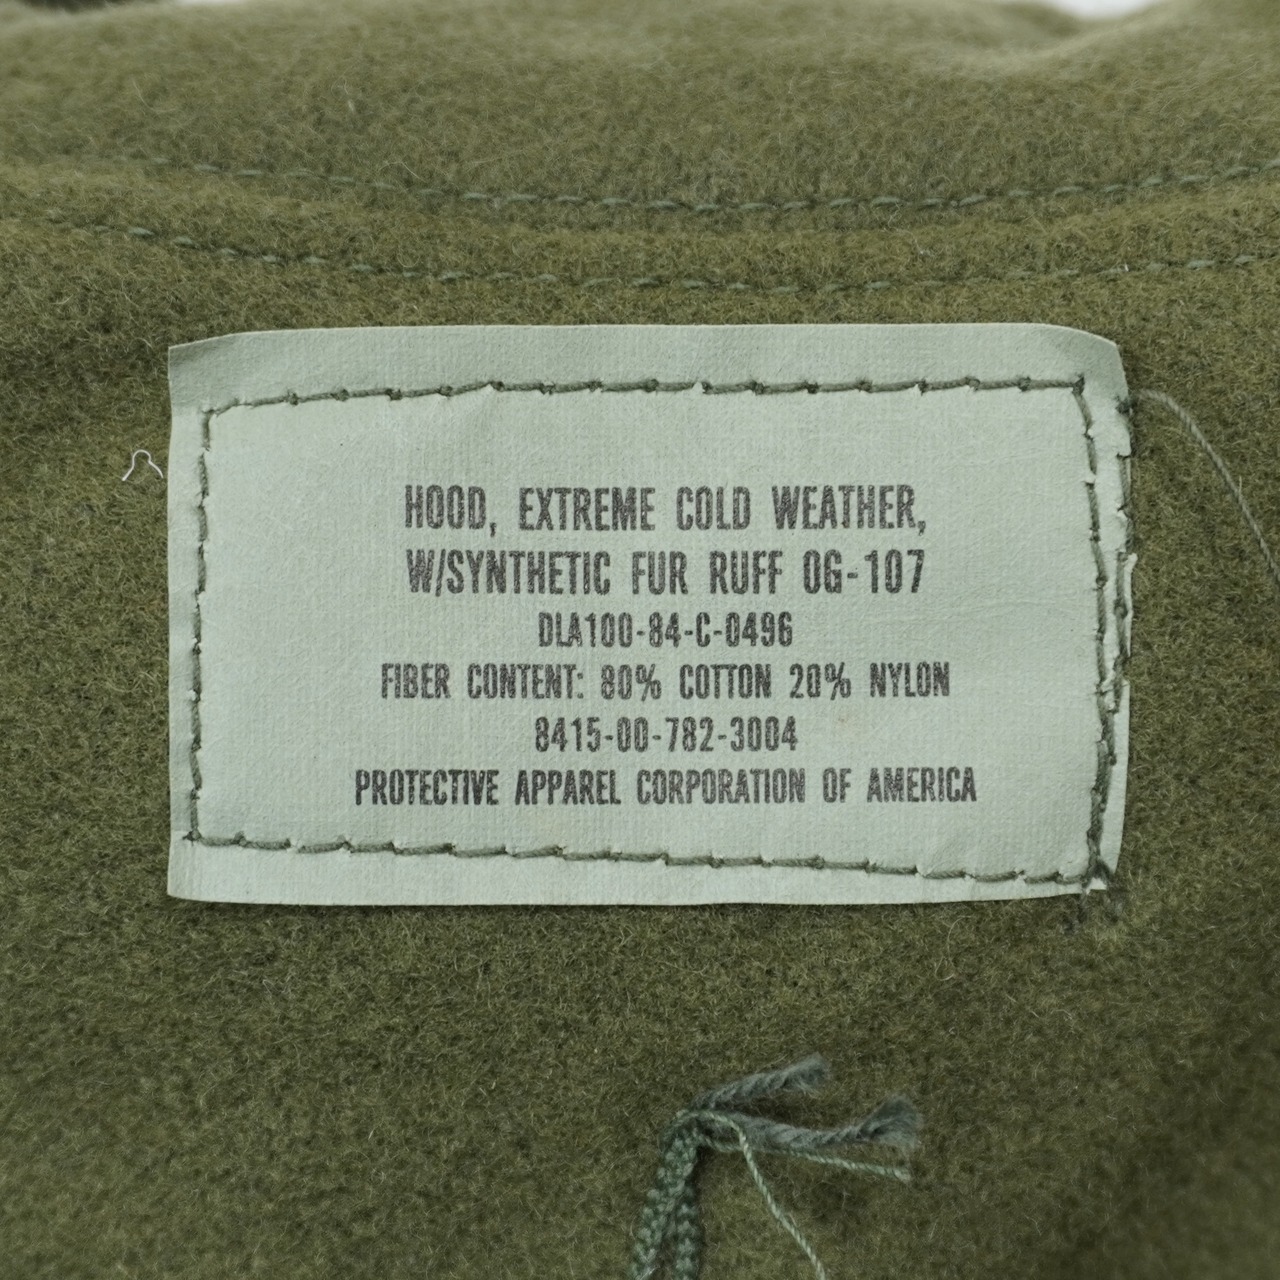 HOOD, EXTREME COLD WEATHER,
W/SYNTHETIC FUR RUFF OG-107
DLA100-84-C-0496
FIBER CONTENT: 80% COTTON 20% NYLON
8415-00-782-3004
PROTECTIVE APPAREL CORPORATION OF AMERICA